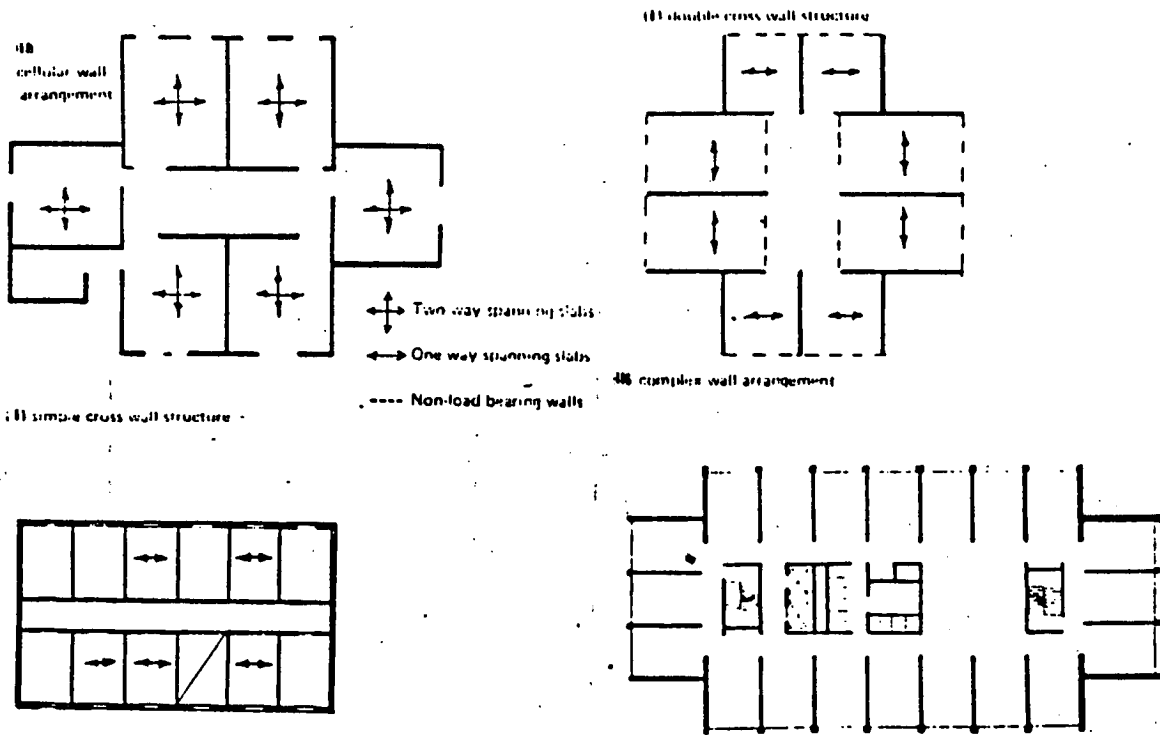 cellular wall
arrangement
double cross wall structure
Two way spanning slabs
One way spanning slabs
Non-load bearing walls
simple cross wall structure
complex wall arrangement